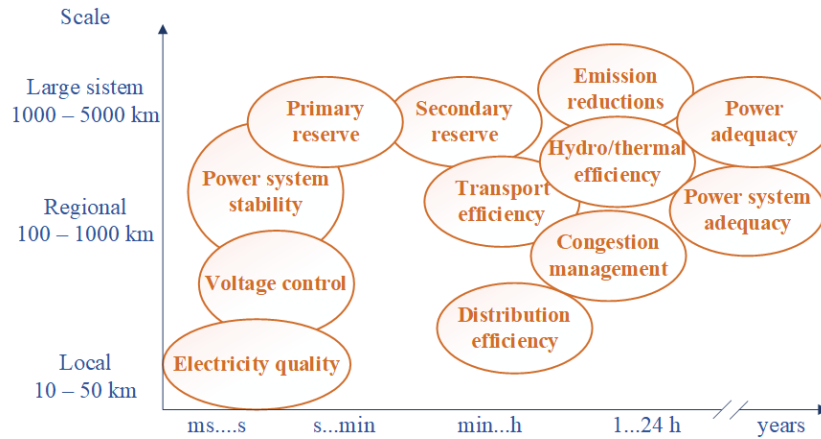 Scale
Large sistem
1000 – 5000 km
Regional
100 – 1000 km
Local
10 – 50 km
Emission
reductions
Primary
reserve
Secondary
reserve
Power
adequacy
Hydro/thermal
efficiency
Power system
stability
Transport
efficiency
Power system
adequacy
Congestion
management
Voltage control
Distribution
efficiency
Electricity quality
ms....s
s...min
min...h
1...24 h
years